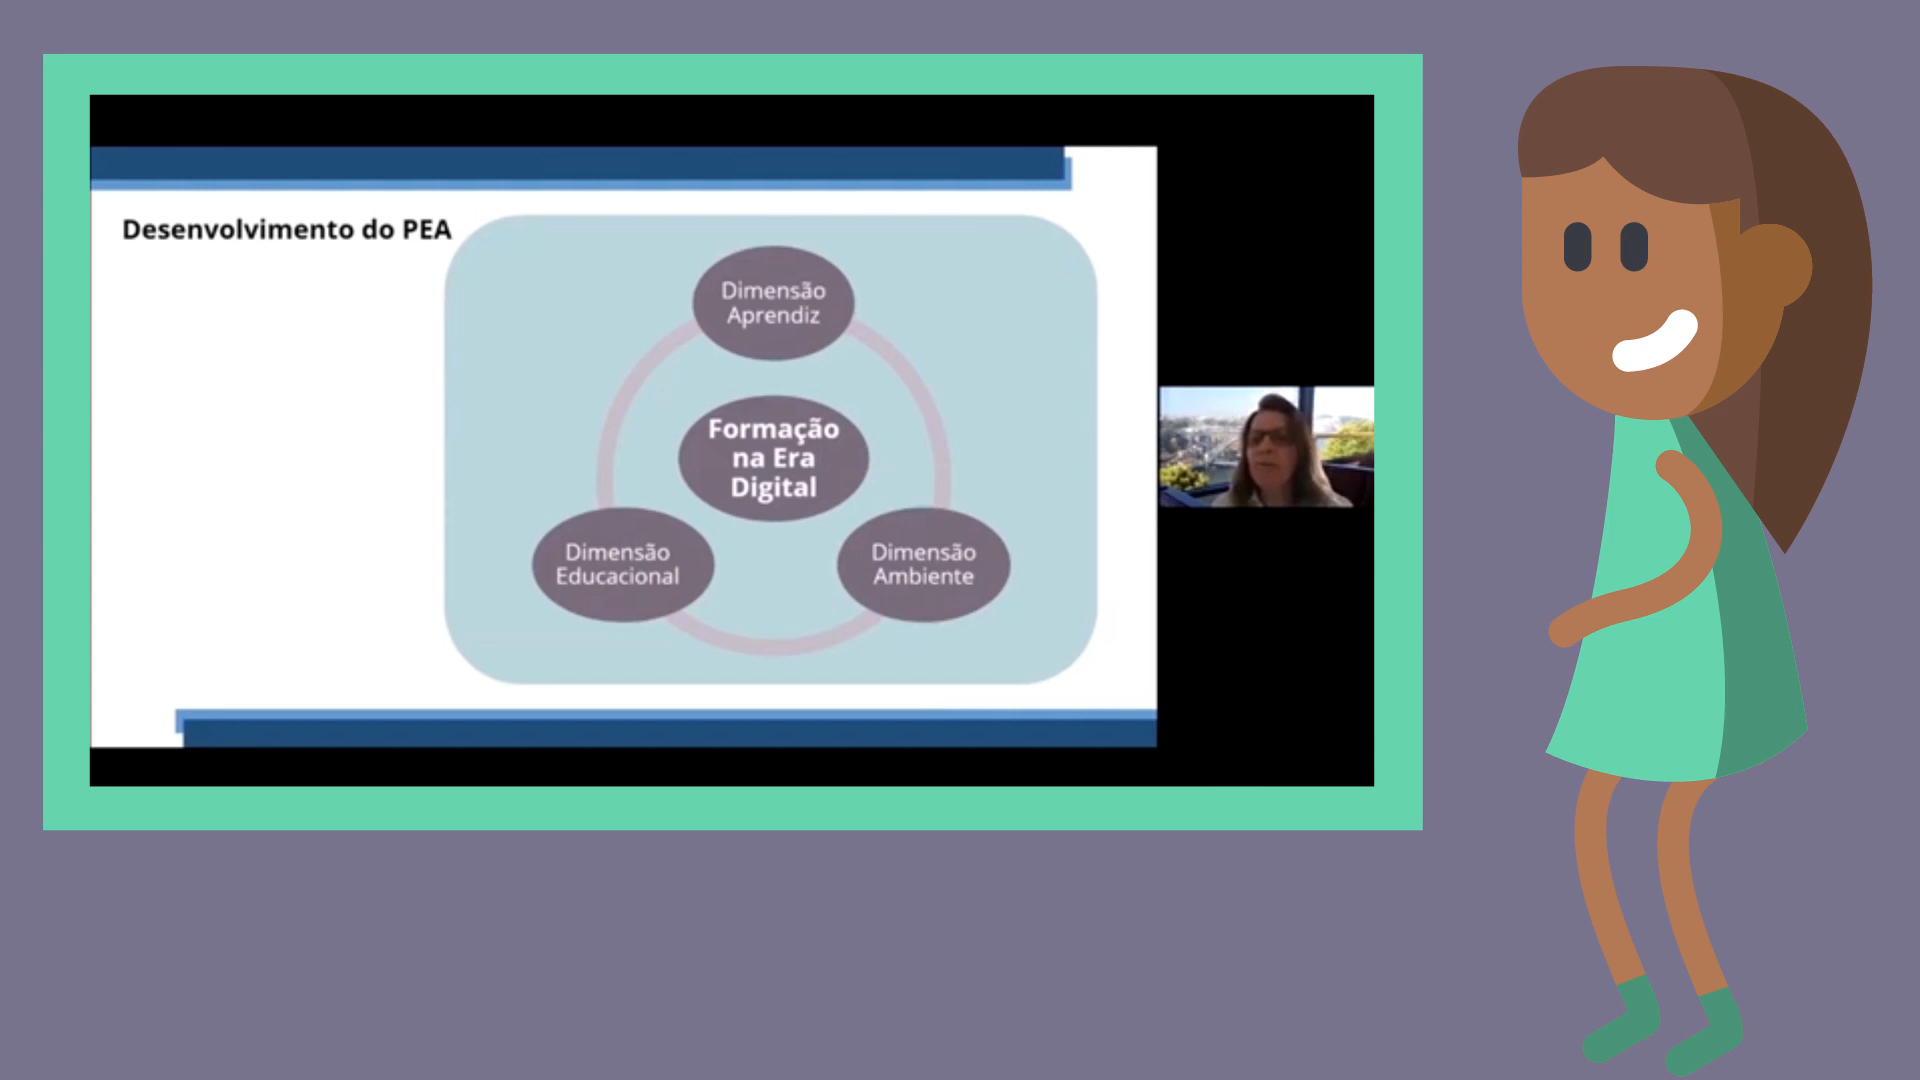 Desenvolvimento do PEA
Dimensão
Aprendiz
Formação
na Era
Digital
Dimensão
Educacional
Dimensão
Ambiente